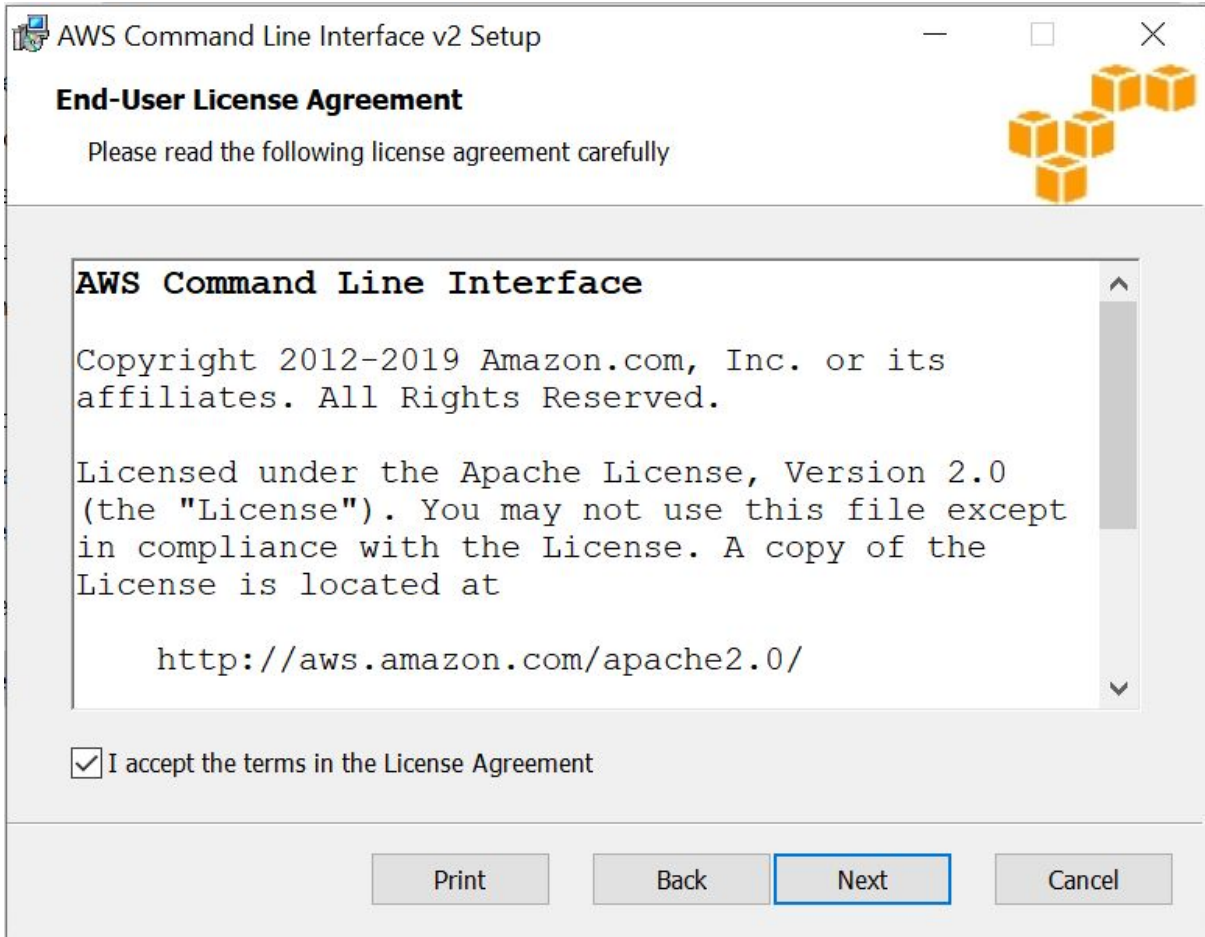 AWS Command Line Interface v2 Setup
End-User License Agreement
Please read the following license agreement carefully
AWS Command Line Interface
Copyright 2012-2019 Amazon.com, Inc. or its
affiliates. All Rights Reserved.
Licensed under the Apache License, Version 2.0
(the "License"). You may not use this file except
in compliance with the License. A copy of the
License is located at
http://aws.amazon.com/apache2.0/
I accept the terms in the License Agreement
Print Back Next Cancel